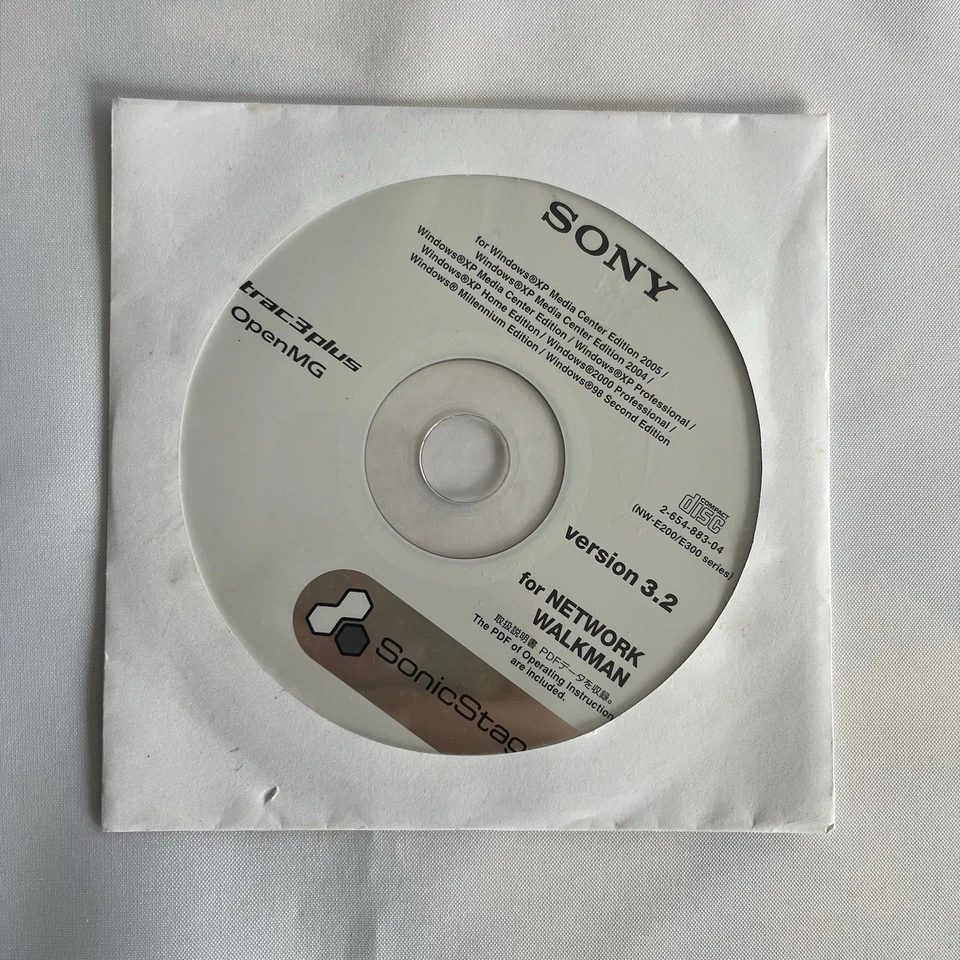 SONY
for Windows®XP Media Center Edition 2005 /
Windows®XP Media Center Edition 2004 /
Windows®XP Media Center Edition / Windows®XP Professional /
Windows®XP Home Edition / Windows®2000 Professional /
Windows® Millennium Edition / Windows®98 Second Edition
trac3plus
OpenMG
COMPACT
disc
2-654-883-04
(NW-E200/E300 series)
version 3.2
for NETWORK
WALKMAN
取扱説明書 PDFデータを収録。
The PDF of Operating Instruction
are included.
SonicStag